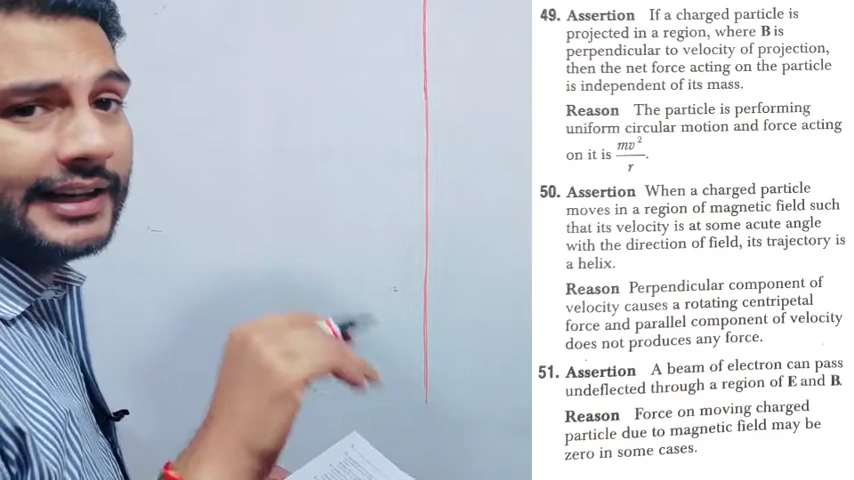 49. Assertion If a charged particle is
projected in a region, where B is
perpendicular to velocity of projection,
then the net force acting on the particle
is independent of its mass.
Reason The particle is performing
uniform circular motion and force acting
on it is mv²/r.
50. Assertion When a charged particle
moves in a region of magnetic field such
that its velocity is at some acute angle
with the direction of field, its trajectory is
a helix.
Reason Perpendicular component of
velocity causes a rotating centripetal
force and parallel component of velocity
does not produces any force.
51. Assertion A beam of electron can pass
undeflected through a region of E and B.
Reason Force on moving charged
particle due to magnetic field may be
zero in some cases.